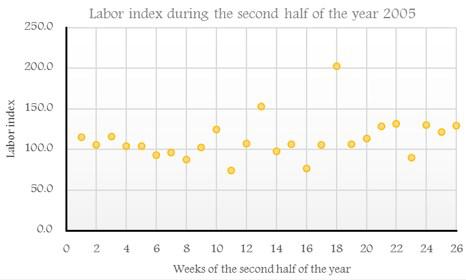 Labor index during the second half of the year 2005
250.0
200.0
150.0
100.0
50.0
0.0
Labor index
0 2 4 6 8 10 12 14 16 18 20 22 24 26
Weeks of the second half of the year